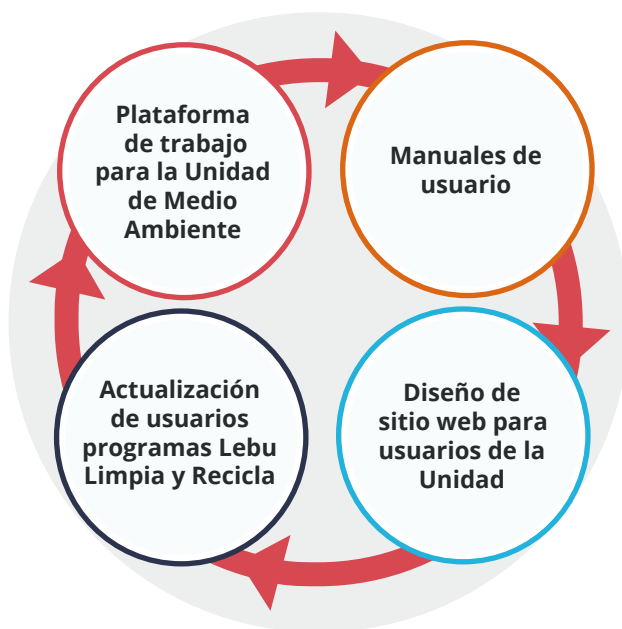 Plataforma
de trabajo
para la Unidad
de Medio
Ambiente
Manuales de
usuario
Diseño de
sitio web para
usuarios de la
Unidad
Actualización
de usuarios
programas Lebu
Limpia y Recicla